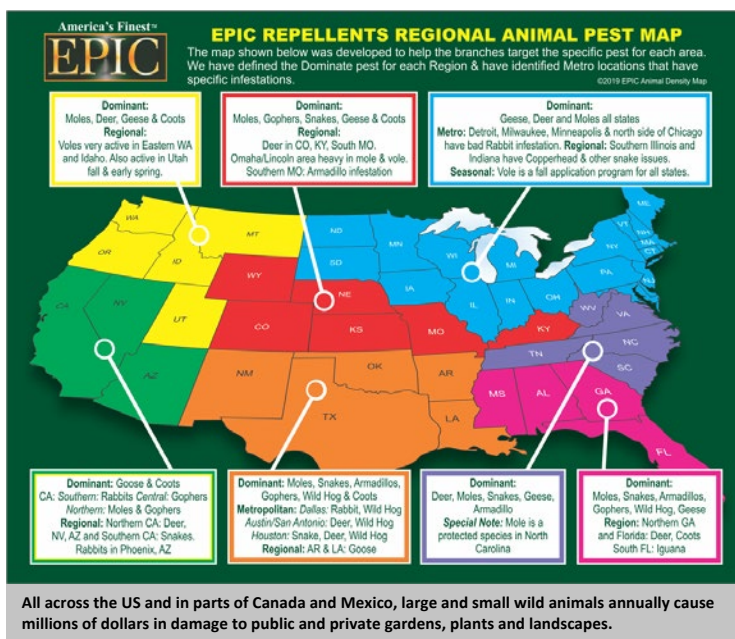 America's Finest™
EPIC
EPIC REPELLENTS REGIONAL ANIMAL PEST MAP
The map shown below was developed to help the branches target the specific pest for each area.
We have defined the Dominate pest for each Region & have identified Metro locations that have
specific infestations.
©2019 EPIC Animal Density Map
Dominant:
Moles, Deer, Geese & Coots
Regional:
Voles very active in Eastern WA
and Idaho. Also active in Utah
fall & early spring.
Dominant:
Moles, Gophers, Snakes, Geese & Coots
Regional:
Deer in CO, KY, South MO.
Omaha/Lincoln area heavy in mole & vole.
Southern MO: Armadillo infestation
Dominant:
Geese, Deer and Moles all states
Metro: Detroit, Milwaukee, Minneapolis & north side of Chicago
have bad Rabbit infestation. Regional: Southern Illinois and
Indiana have Copperhead & other snake issues.
Seasonal: Vole is a fall application program for all states.
WA
OR
ID
MT
UT
CA
NV
AZ
WY
NE
CO
KS
MO
KY
ND
SD
MN
IA
WI
MI
IL
IN
OH
PA
NY
VT
NH
MA
CT
NJ
ME
NM
OK
TX
AR
LA
TN
WV
VA
NC
SC
MS
AL
GA
FL
Dominant: Goose & Coots
CA: Southern: Rabbits Central: Gophers
Northern: Moles & Gophers
Regional: Northern CA: Deer,
NV, AZ and Southern CA: Snakes.
Rabbits in Phoenix, AZ
Dominant: Moles, Snakes, Armadillos,
Gophers, Wild Hog & Coots
Metropolitan: Dallas: Rabbit, Wild Hog
Austin/San Antonio: Deer, Wild Hog
Houston: Snake, Deer, Wild Hog
Regional: AR & LA: Goose
Dominant:
Deer, Moles, Snakes, Geese,
Armadillo
Special Note: Mole is a
protected species in North
Carolina
Dominant:
Moles, Snakes, Armadillos,
Gophers, Wild Hog, Geese
Region: Northern GA
and Florida: Deer, Coots
South FL: Iguana
All across the US and in parts of Canada and Mexico, large and small wild animals annually cause
millions of dollars in damage to public and private gardens, plants and landscapes.